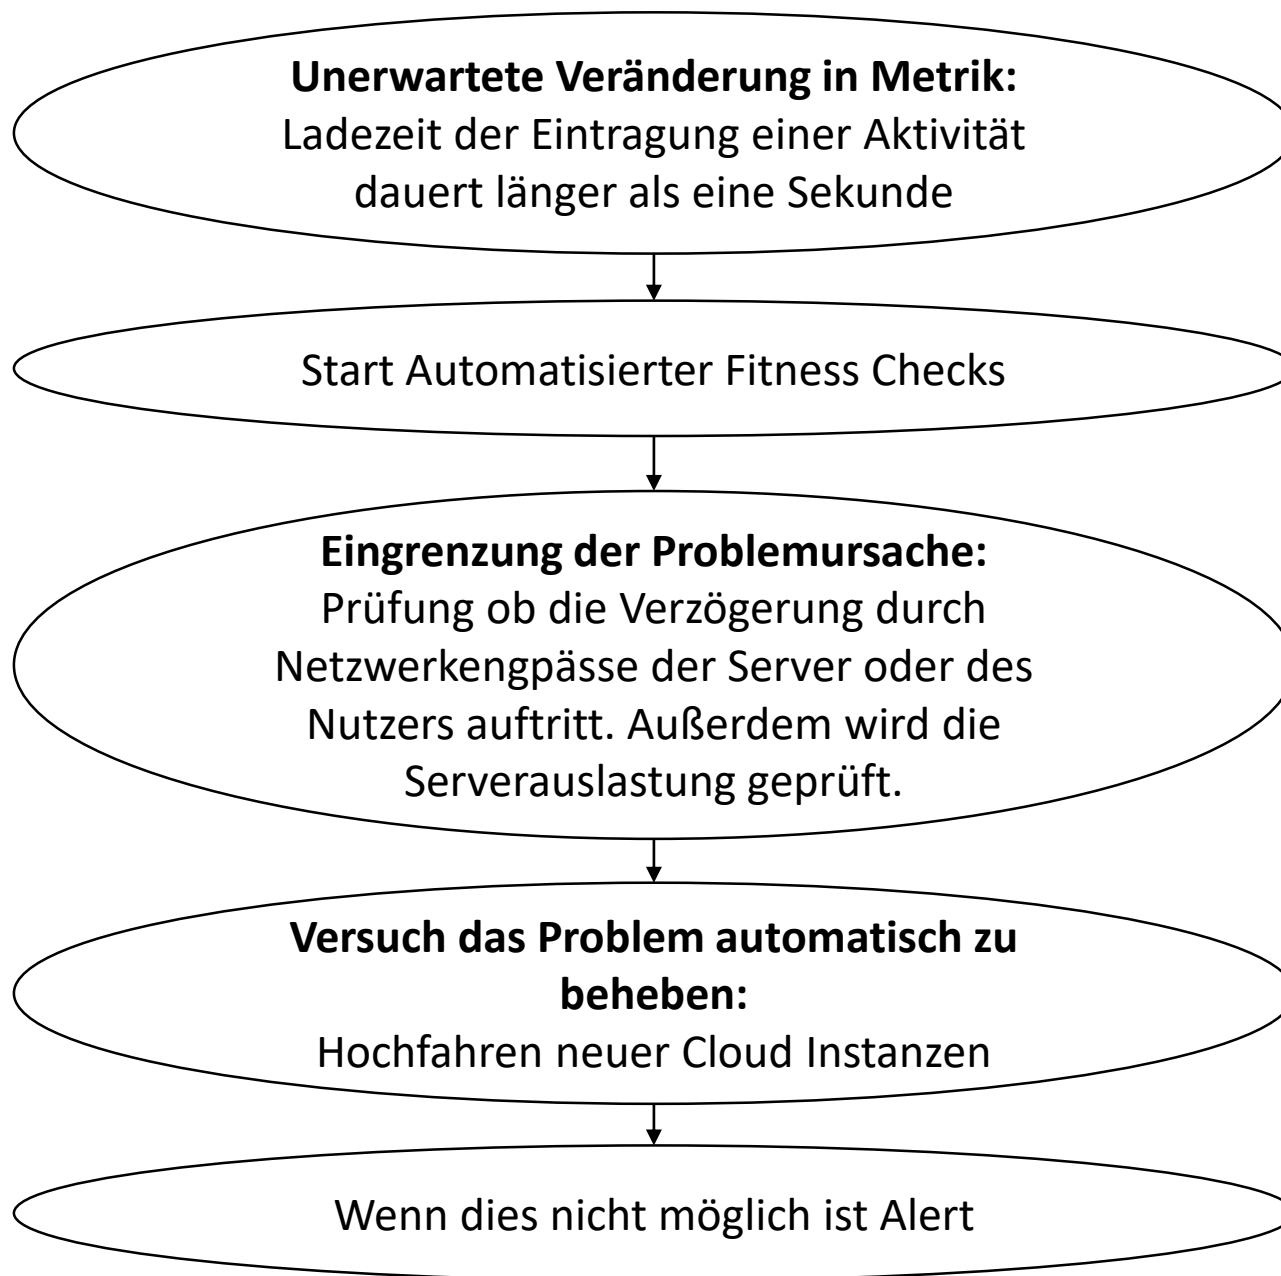 Unerwartete Veränderung in Metrik:
Ladezeit der Eintragung einer Aktivität
dauert länger als eine Sekunde
Start Automatisierter Fitness Checks
Eingrenzung der Problemursache:
Prüfung ob die Verzögerung durch
Netzwerkengpässe der Server oder des
Nutzers auftritt. Außerdem wird die
Serverauslastung geprüft.
Versuch das Problem automatisch zu
beheben:
Hochfahren neuer Cloud Instanzen
Wenn dies nicht möglich ist Alert